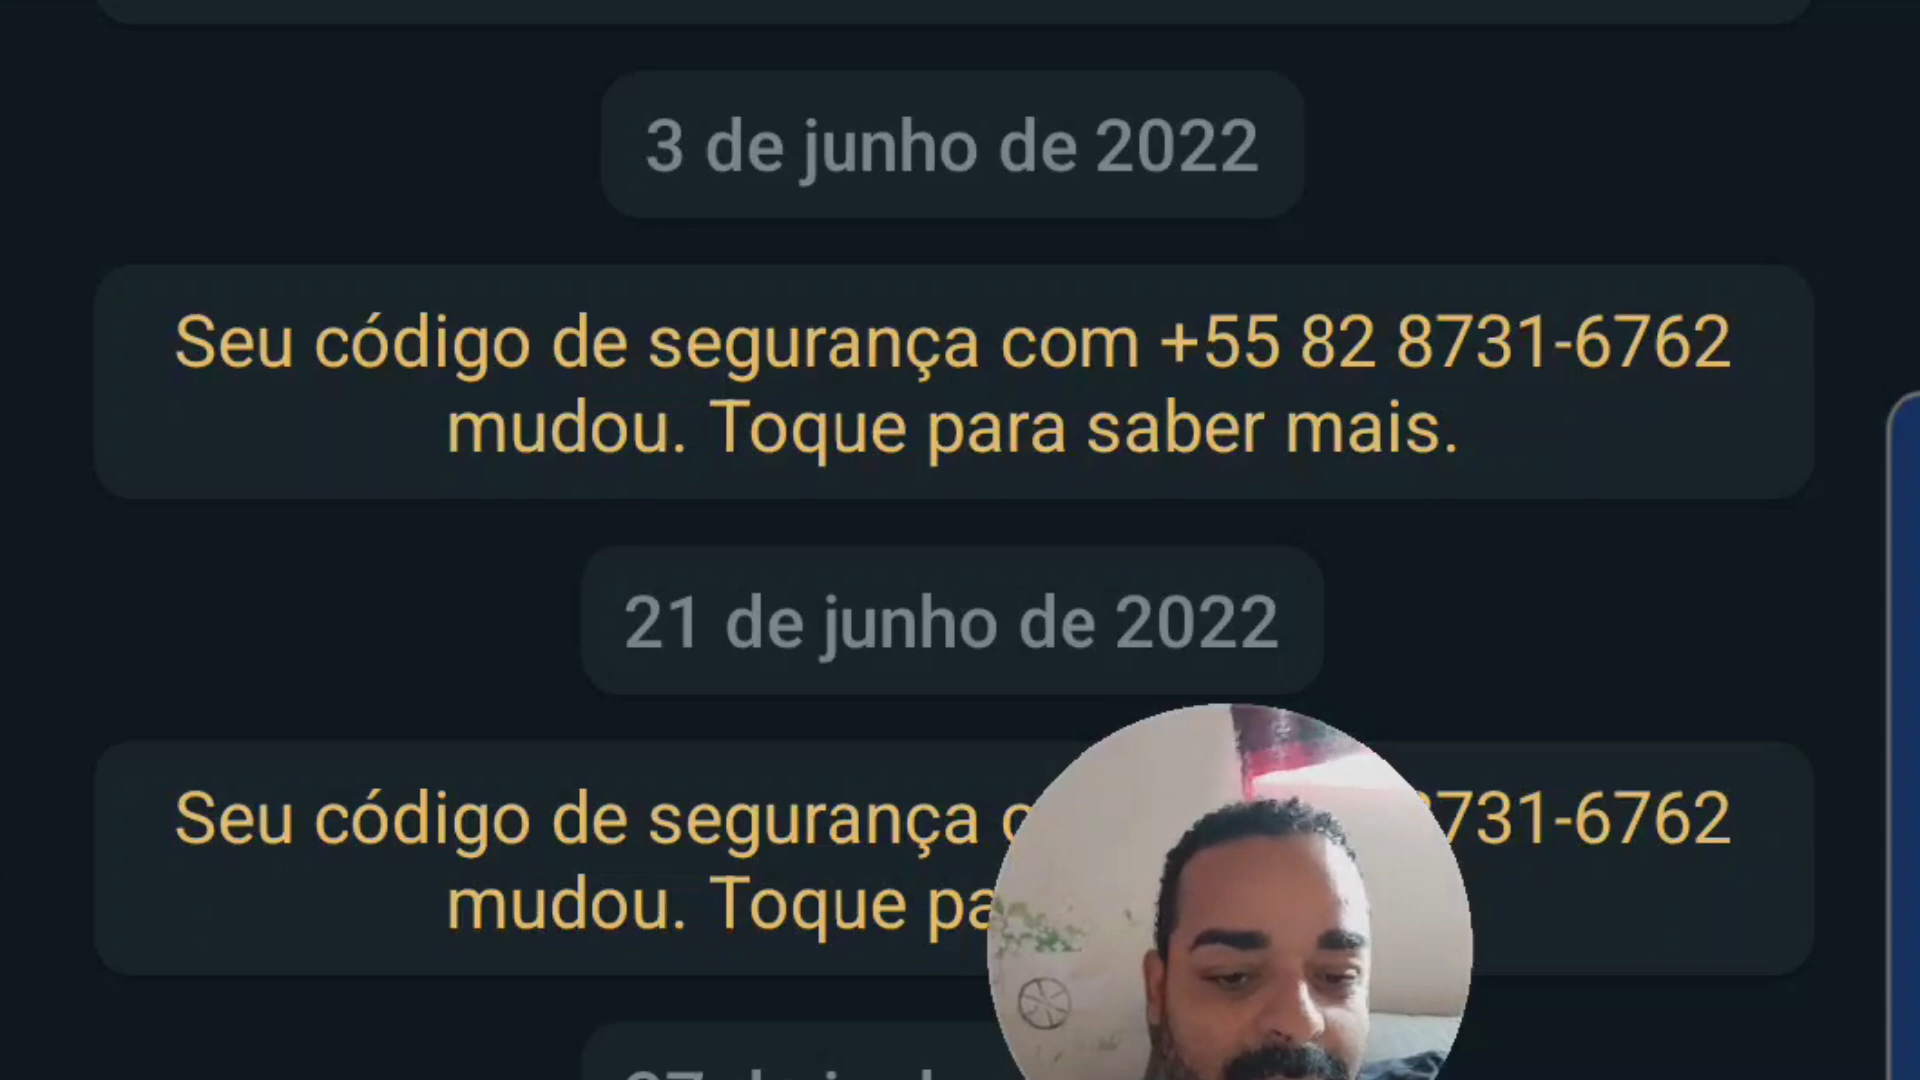 3 de junho de 2022
Seu código de segurança com +55 82 8731-6762
mudou. Toque para saber mais.
21 de junho de 2022
Seu código de segurança 731-6762
mudou. Toque